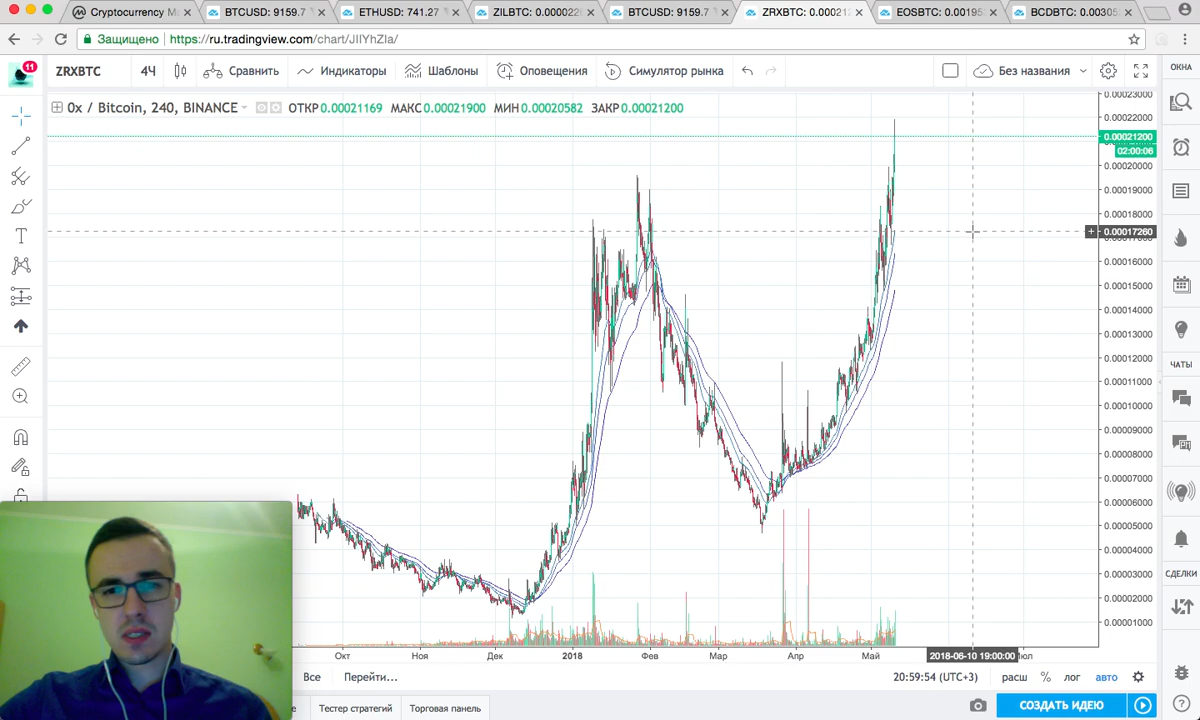 Cryptocurrency Ma
BTCUSD: 9159.7
ETHUSD: 741.27
ZILBTC: 0.0000226
BTCUSD: 9159.7
ZRXBTC: 0.00021
EOSBTC: 0.00195
BCDBTC: 0.00305
Защищено
https://ru.tradingview.com/chart/JIlYhZIa/
11
ZRXBTC
4Ч
Сравнить
Индикаторы
Шаблоны
Оповещения
Симулятор рынка
Без названия
ОКНА
0x / Bitcoin, 240, BINANCE
ОТКР 0.00021169 МАКС 0.00021900 МИН 0.00020582 ЗАКР 0.00021200
0.00023000
0.00022000
0.00021200
02:00:06
0.00020000
0.00019000
0.00018000
0.00017260
0.00016000
0.00015000
0.00014000
0.00013000
0.00012000
0.00011000
0.00010000
0.00009000
0.00008000
0.00007000
0.00006000
0.00005000
0.00004000
0.00003000
0.00002000
0.00001000
ЧАТЫ
СДЕЛКИ
Окт
Ноя
Дек
2018
Фев
Мар
Апр
Май
2018-06-10 19:00:00
Все
Перейти...
20:59:54 (UTC+3)
расш
%
лог
авто
Тестер стратегий
Торговая панель
СОЗДАТЬ ИДЕЮ